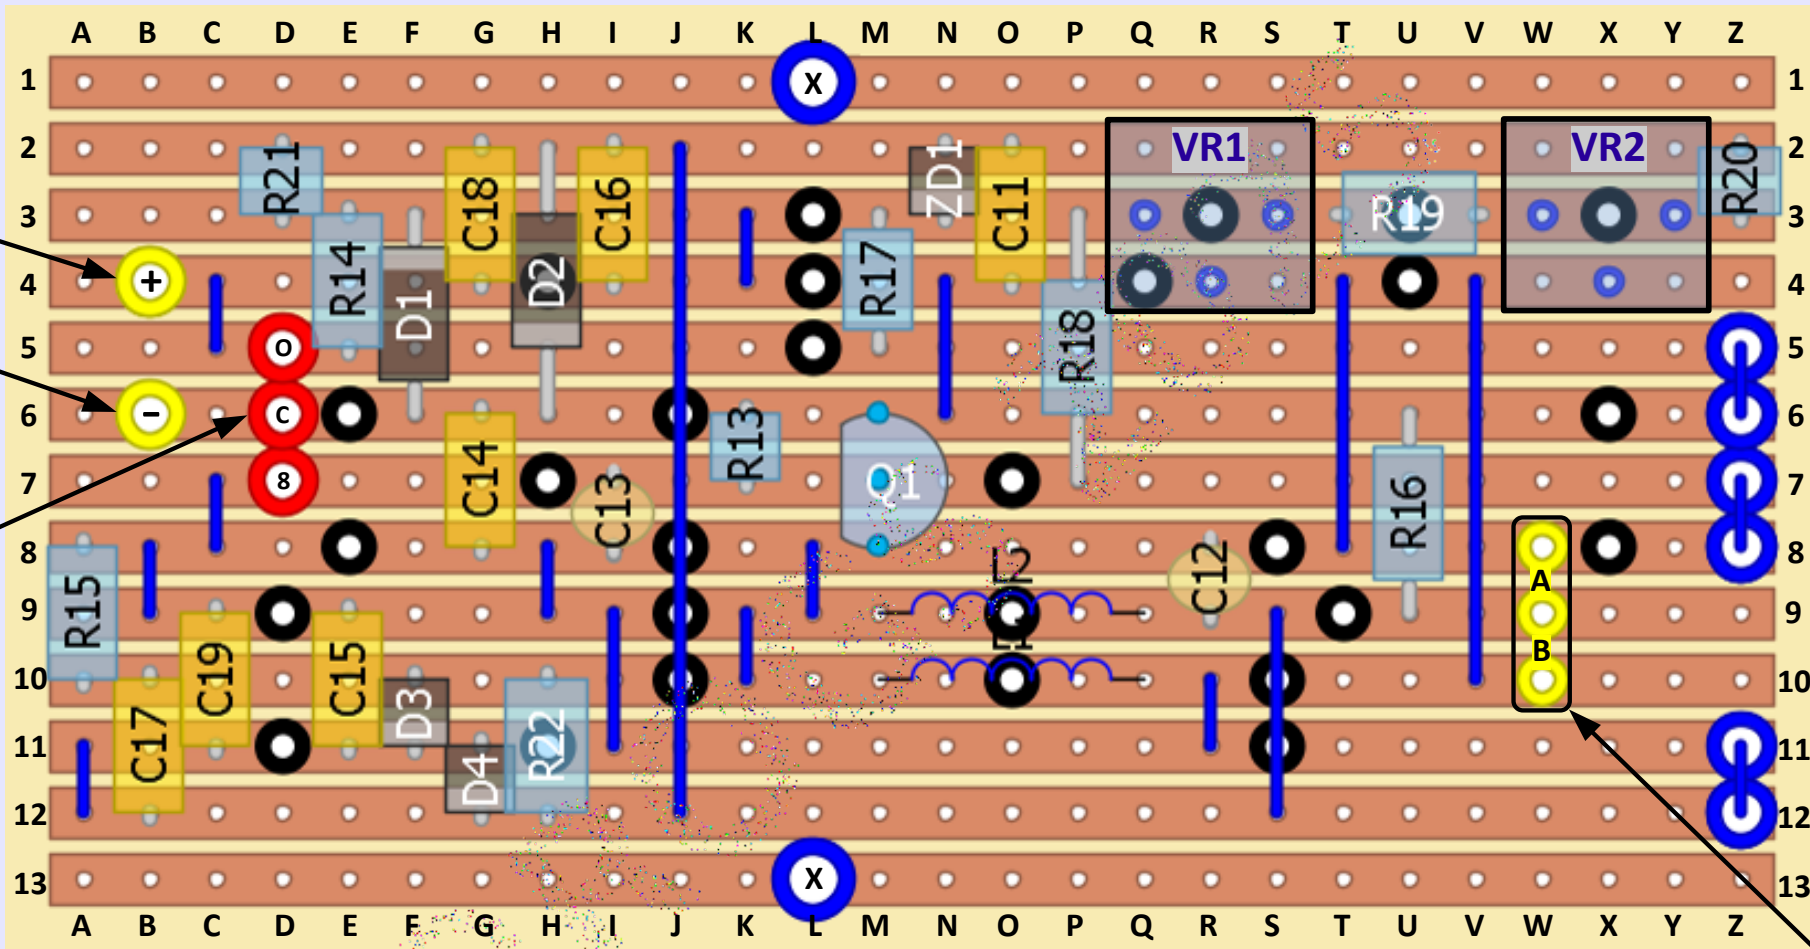 A B C D E F G H I J K L M N O P Q R S T U V W X Y Z
1 X 1
2 R21 C18 C16 ZD1 C11 VR1 VR2 R20 2
3 R19 3
4 + R14 D1 D2 R17 4
5 O R18 5
6 - C R13 6
7 8 C14 C13 Q1 R16 7
8 L2 8
9 R15 C12 A 9
L1 B
10 C19 C15 D3 10
11 C17 D4 R22 11
12 12
13 X 13
A B C D E F G H I J K L M N O P Q R S T U V W X Y Z